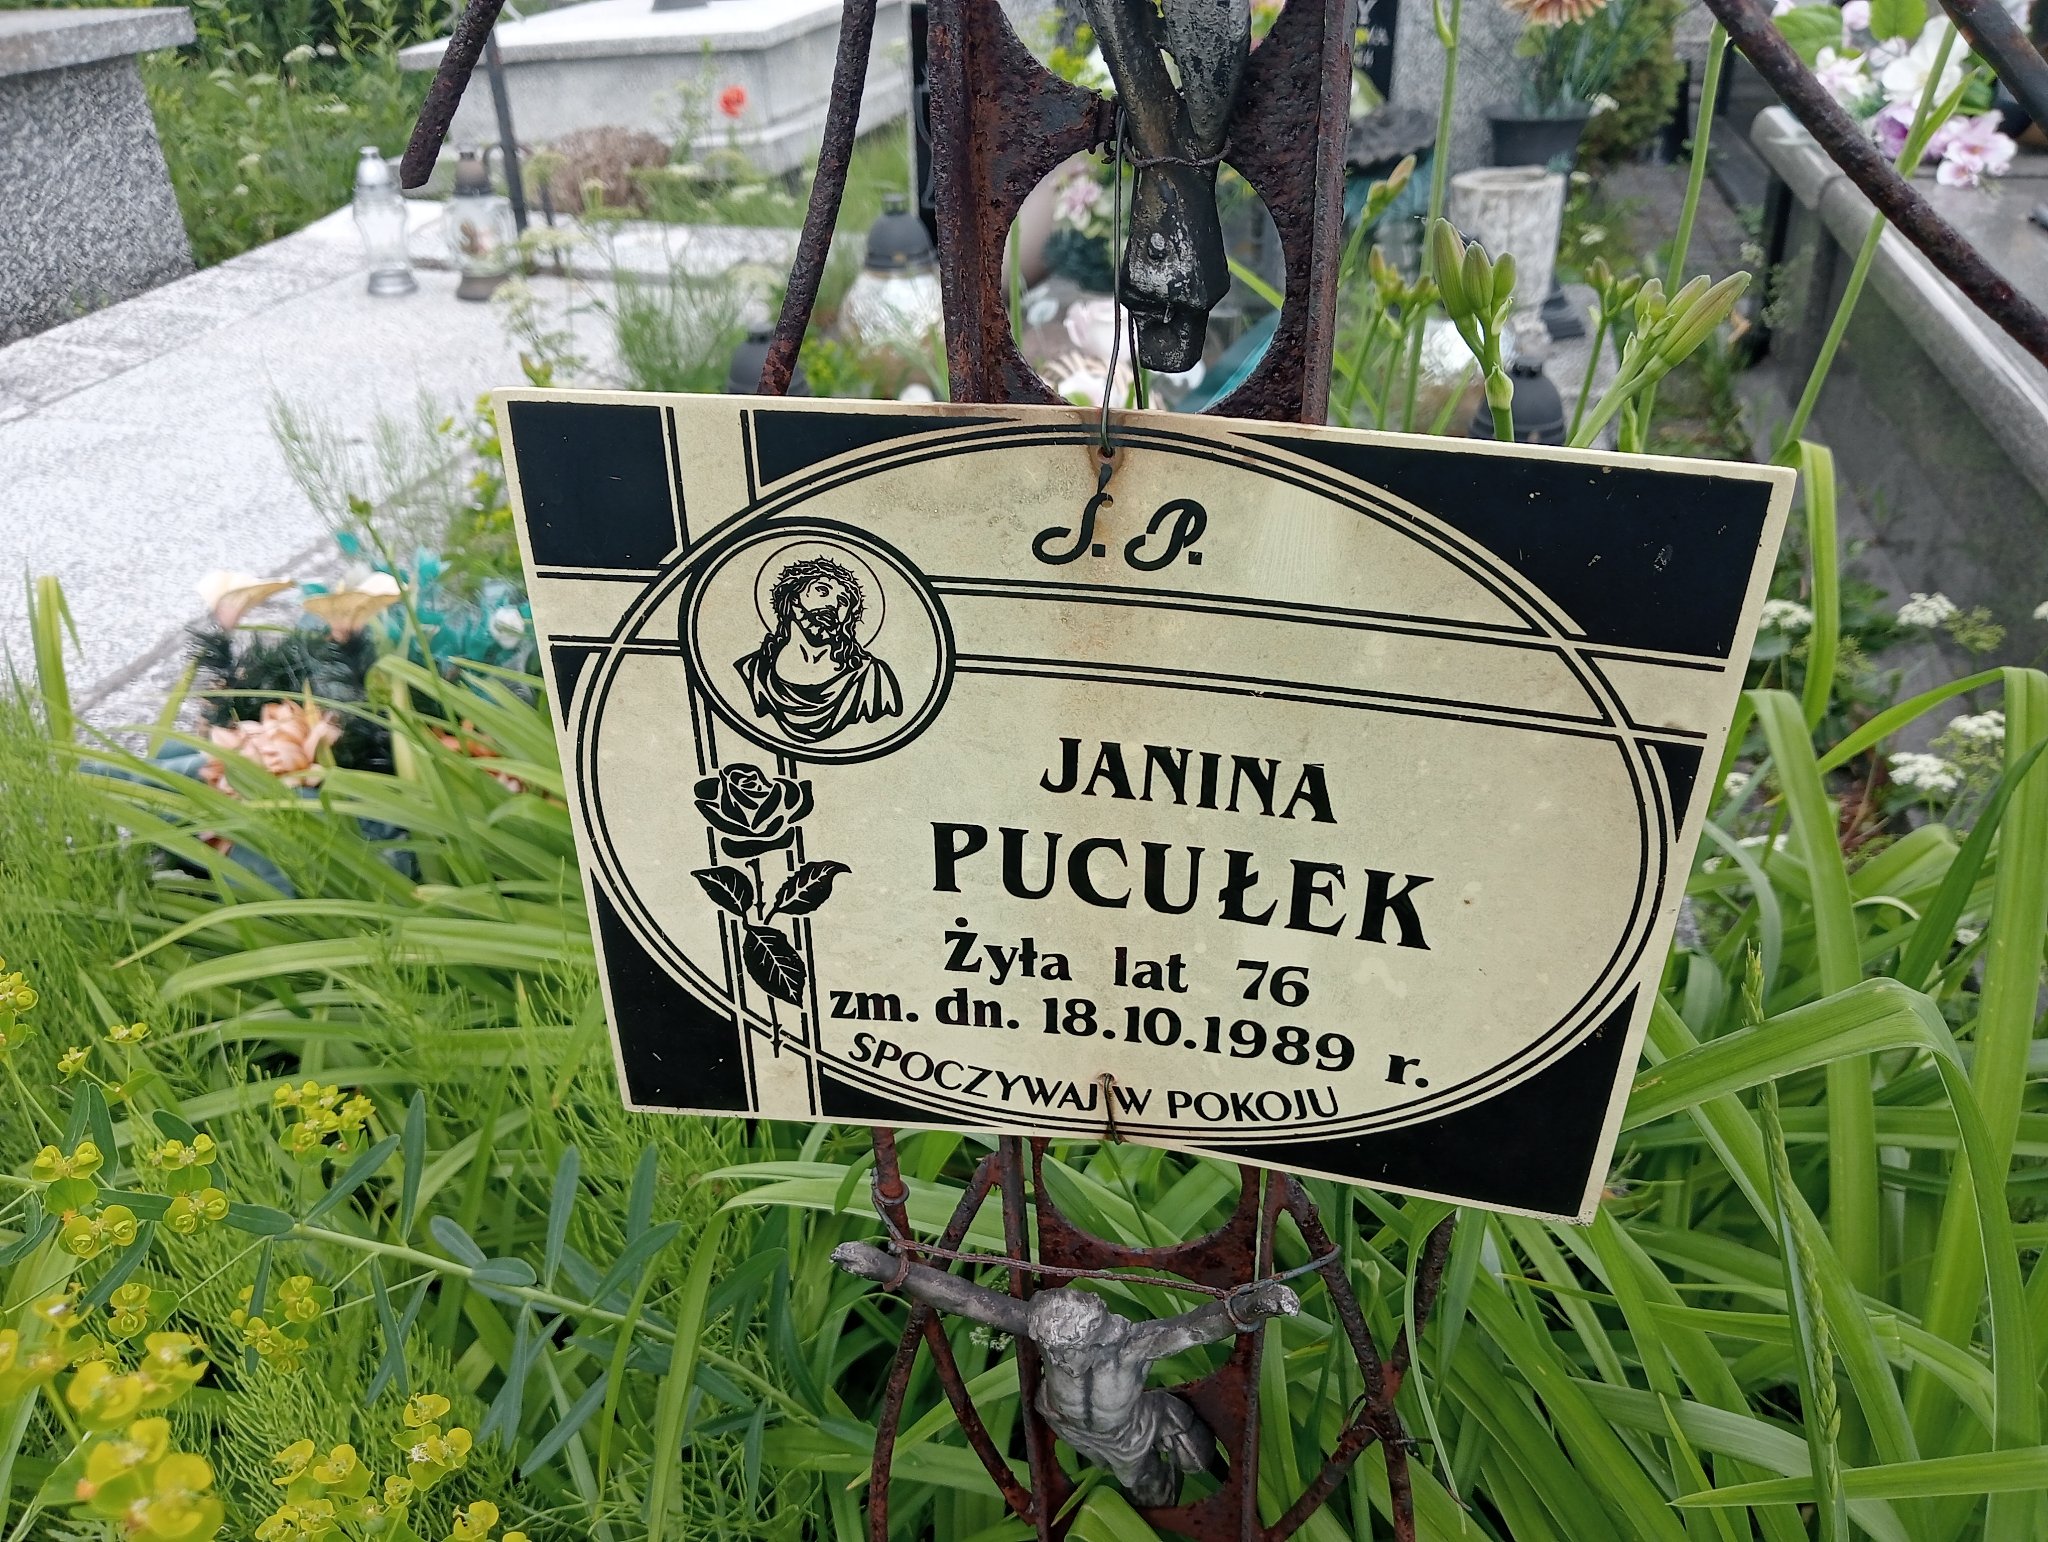 Ś. P.
JANINA
PUCUŁEK
Żyła lat 76
zm. dn. 18.10.1989 r.
SPOCZYWAJ W POKOJU